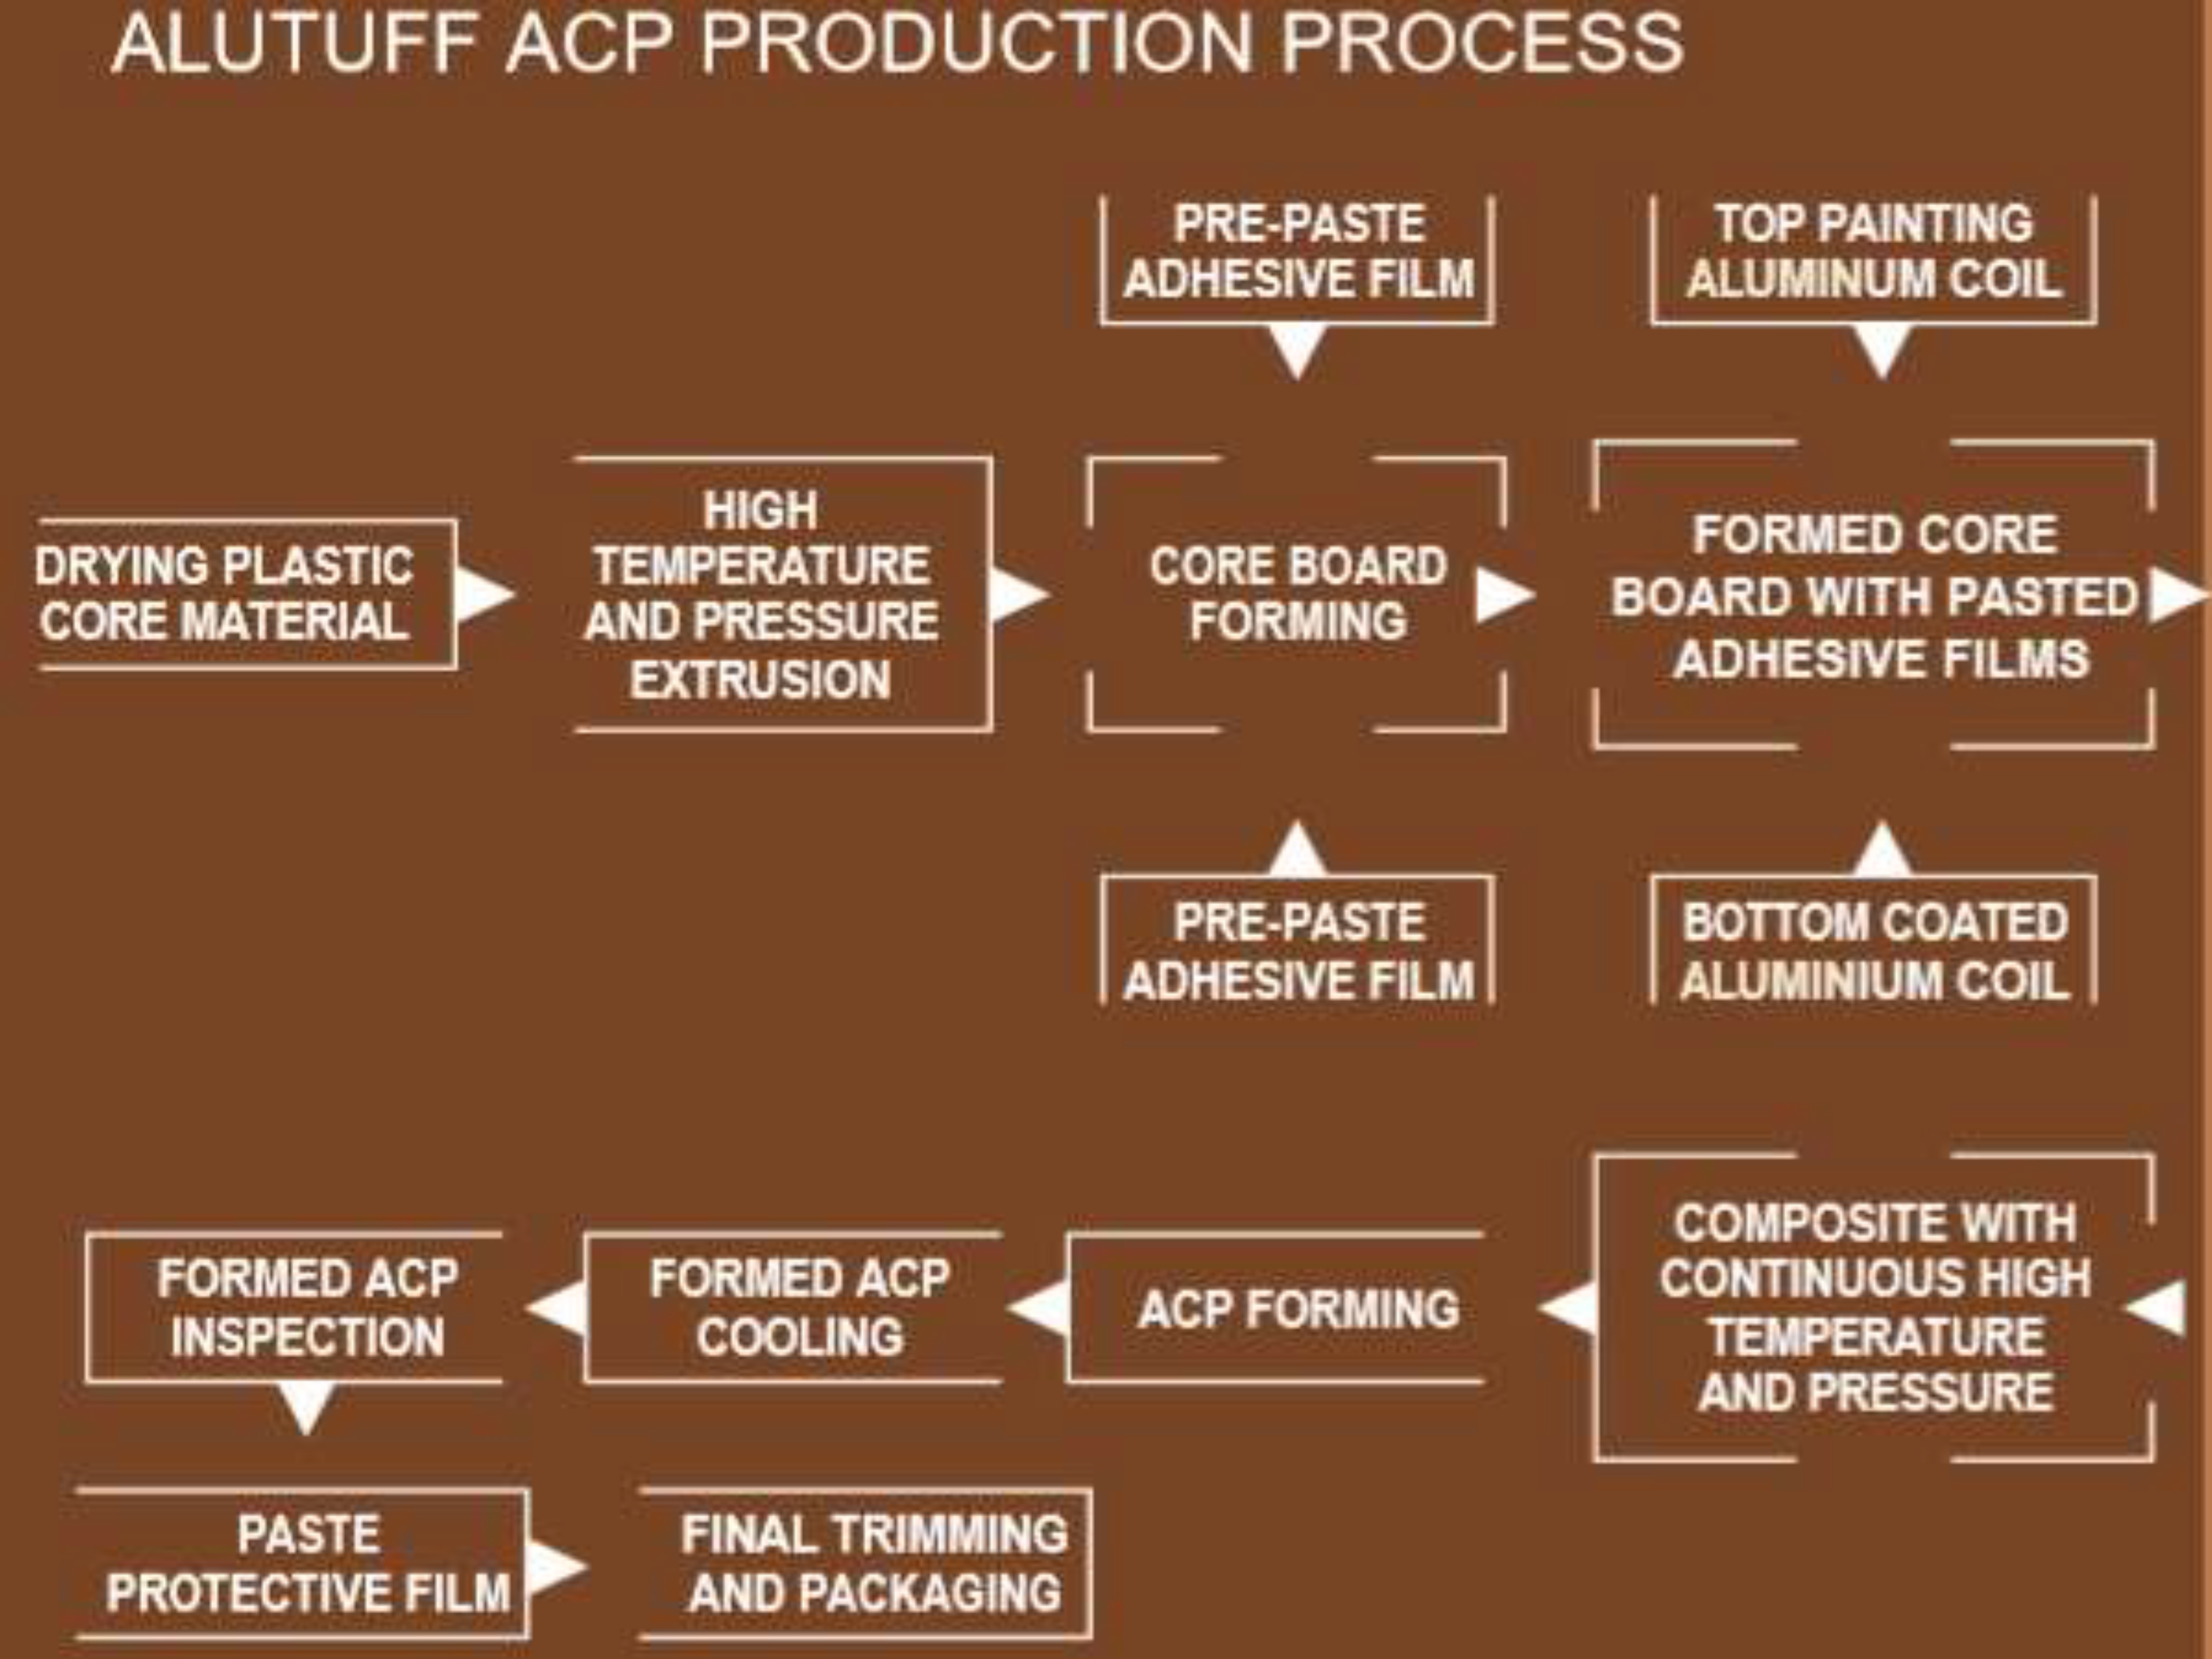 ALUTUFF ACP PRODUCTION PROCESS
PRE-PASTE
ADHESIVE FILM
TOP PAINTING
ALUMINUM COIL
DRYING PLASTIC
CORE MATERIAL
HIGH
TEMPERATURE
AND PRESSURE
EXTRUSION
CORE BOARD
FORMING
FORMED CORE
BOARD WITH PASTED
ADHESIVE FILMS
PRE-PASTE
ADHESIVE FILM
BOTTOM COATED
ALUMINIUM COIL
COMPOSITE WITH
CONTINUOUS HIGH
TEMPERATURE
AND PRESSURE
ACP FORMING
FORMED ACP
COOLING
FORMED ACP
INSPECTION
PASTE
PROTECTIVE FILM
FINAL TRIMMING
AND PACKAGING